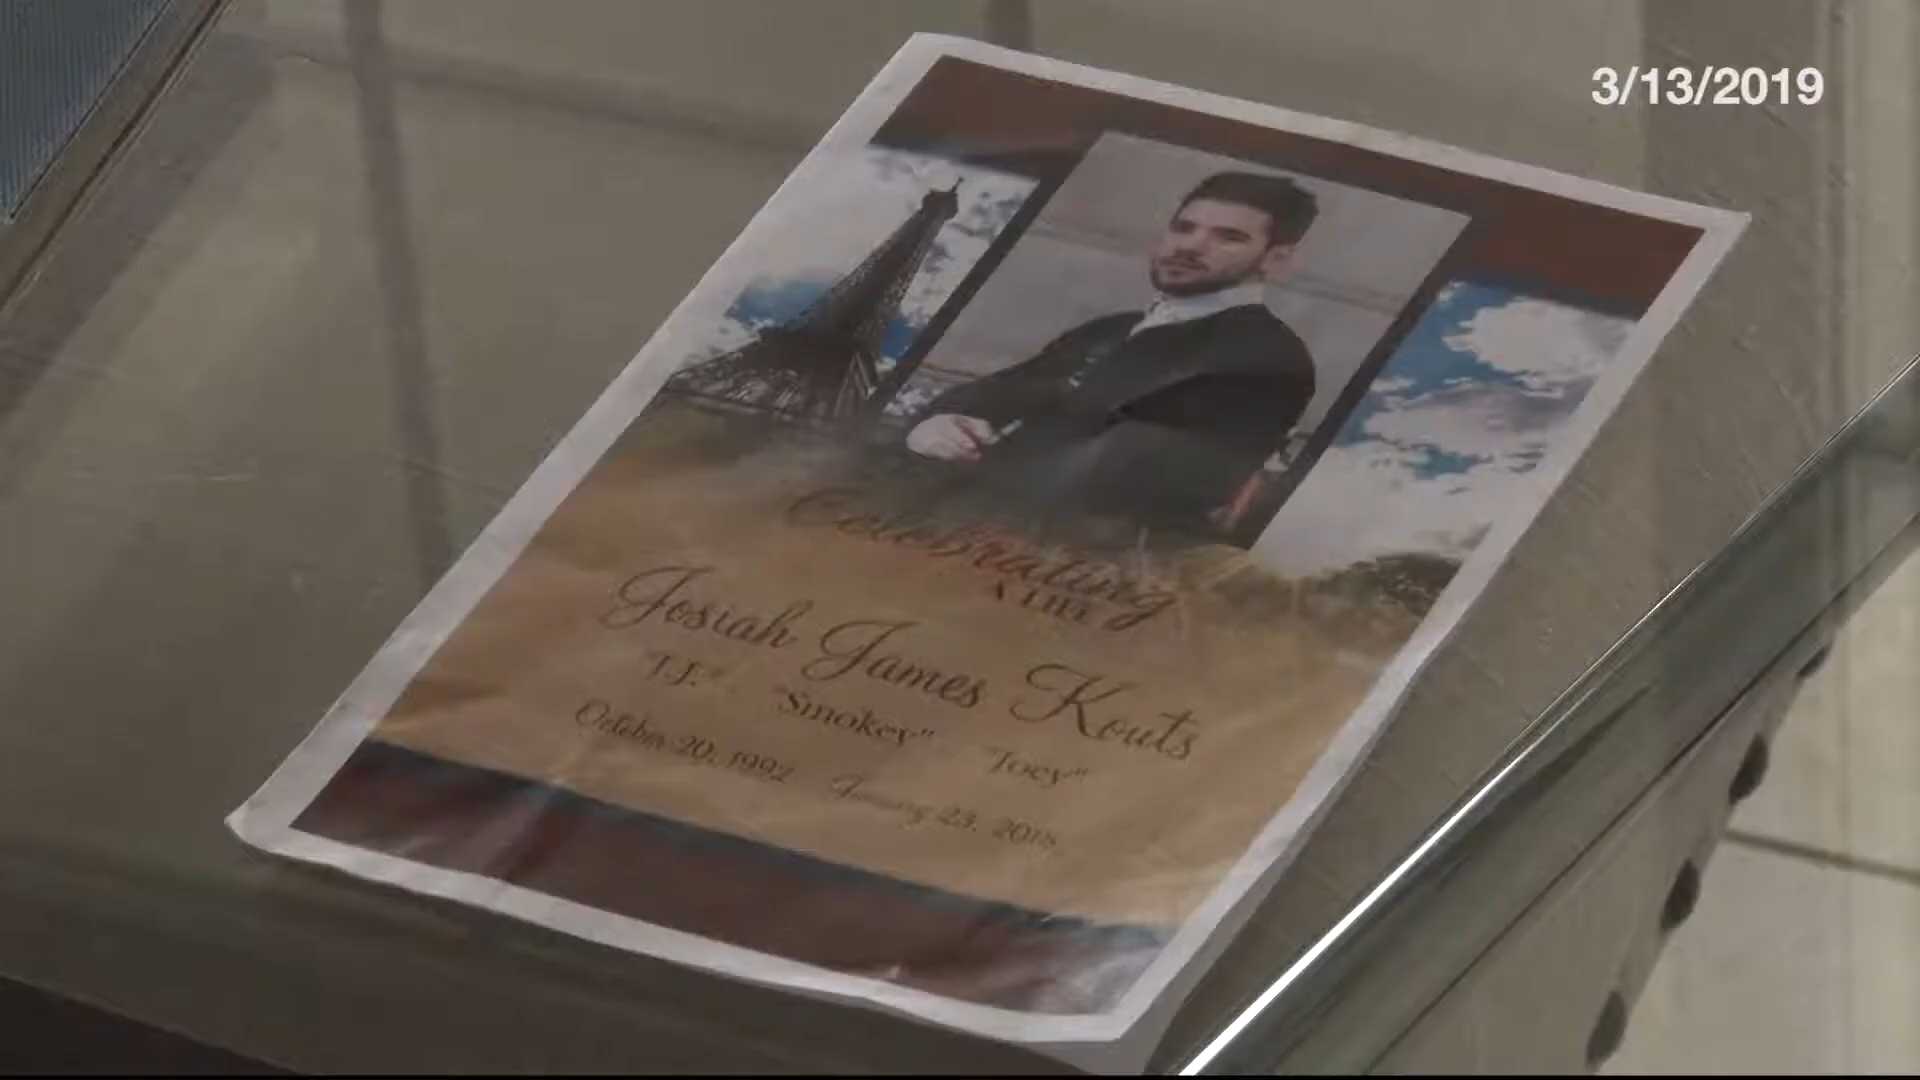 3/13/2019
Celebrating
A LIFE
Josiah James Kouts
"J.J." "Smokey" "Joey"
October 20, 1992 January 23, 2018